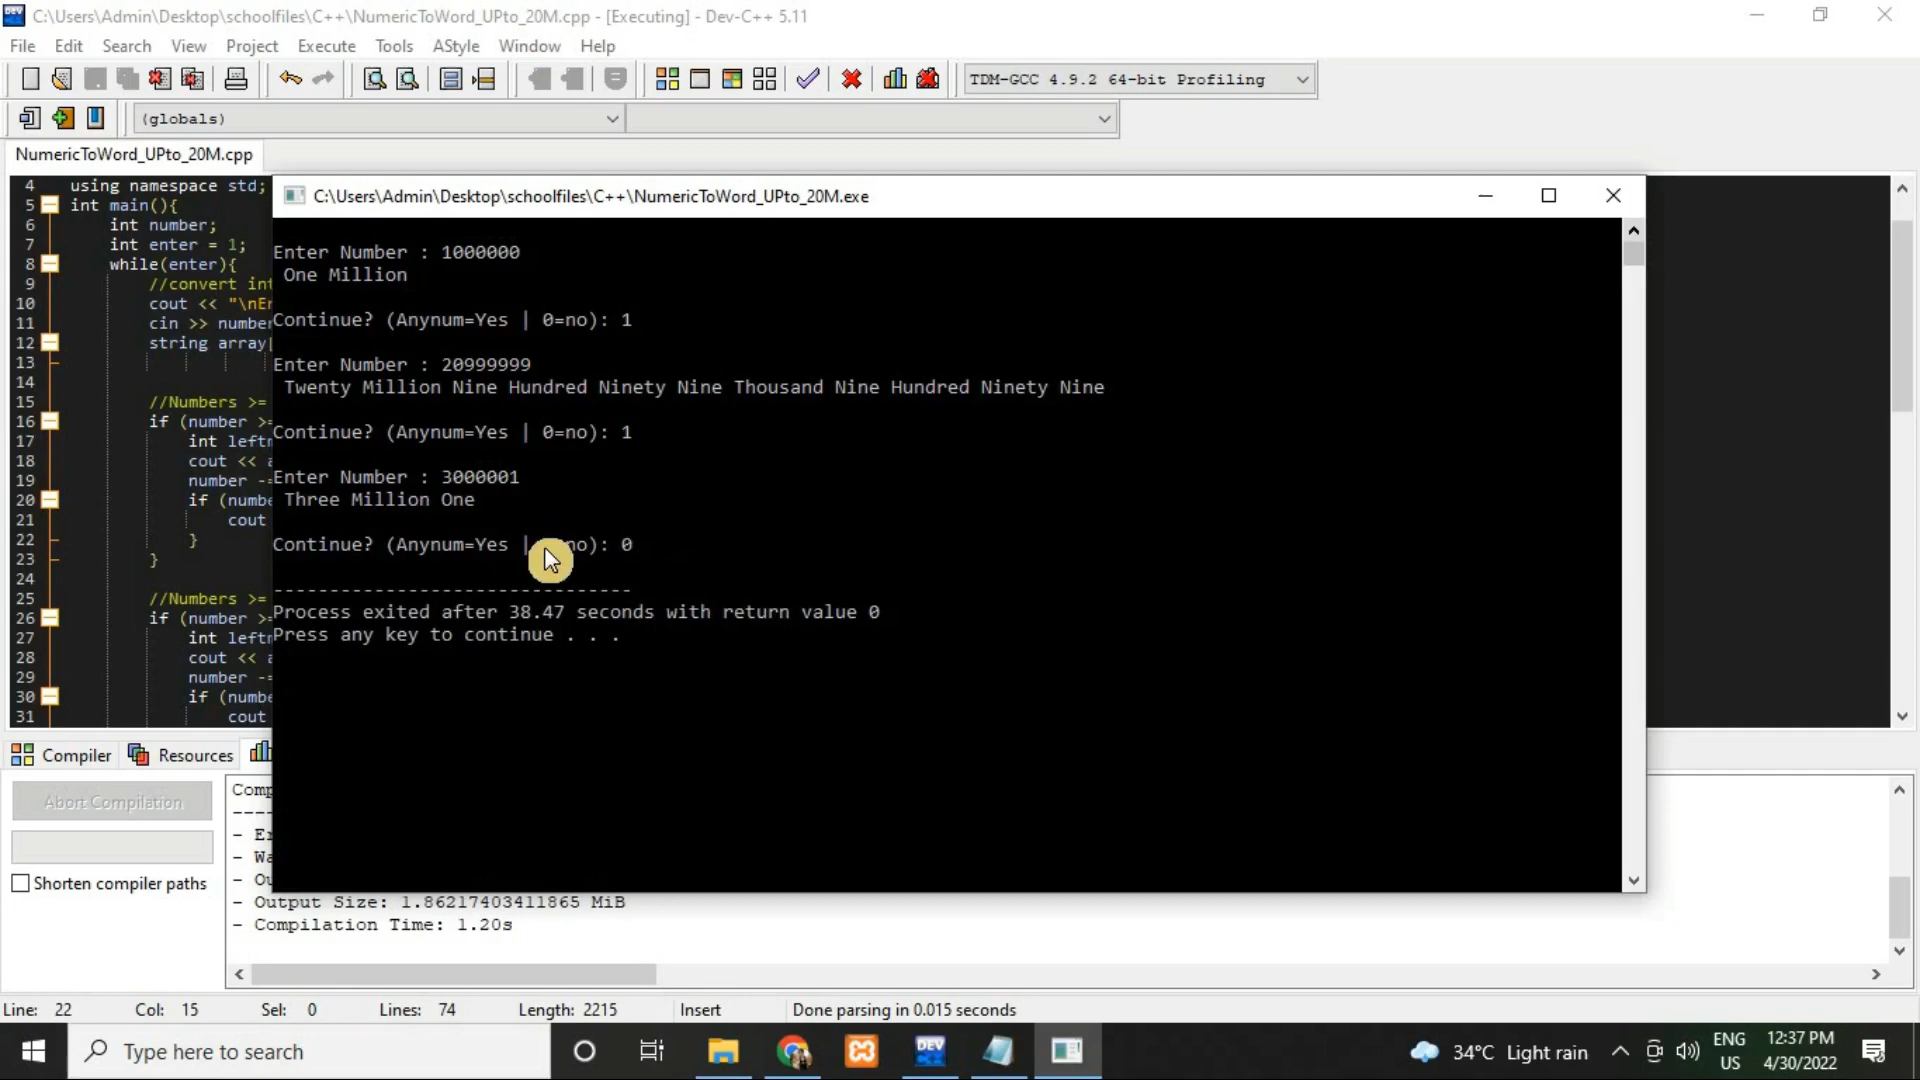 C:\Users\Admin\Desktop\schoolfiles\C++\NumericToWord_UPto_20M.cpp - [Executing] - Dev-C++ 5.11
File Edit Search View Project Execute Tools AStyle Window Help
TDM-GCC 4.9.2 64-bit Profiling
(globals)
NumericToWord_UPto_20M.cpp
4 using namespace std;
5 int main(){
6 int number;
7 int enter = 1;
8 while(enter){
9 //convert
10 cout << "\n
11 cin >>
12 string array
13
14
15 //Numbers >=
16 if (number
17 int
18 cout <<
19 number
20 if
21 cout
22 }
23 }
24
25 //Numbers >=
26 if (number
27 int
28 cout <<
29 number
30 if
31 cout
C:\Users\Admin\Desktop\schoolfiles\C++\NumericToWord_UPto_20M.exe
Enter Number : 1000000
One Million
Continue? (Anynum=Yes | 0=no): 1
Enter Number : 20999999
Twenty Million Nine Hundred Ninety Nine Thousand Nine Hundred Ninety Nine
Continue? (Anynum=Yes | 0=no): 1
Enter Number : 3000001
Three Million One
Continue? (Anynum=Yes | no): 0
--------------------------------
Process exited after 38.47 seconds with return value 0
Press any key to continue . . .
Compiler Resources
Abort Compilation
Shorten compiler paths
- Output Size: 1.86217403411865 MiB
- Compilation Time: 1.20s
Line: 22 Col: 15 Sel: 0 Lines: 74 Length: 2215 Insert Done parsing in 0.015 seconds
Type here to search
DEV
34°C Light rain
ENG
US
12:37 PM
4/30/2022